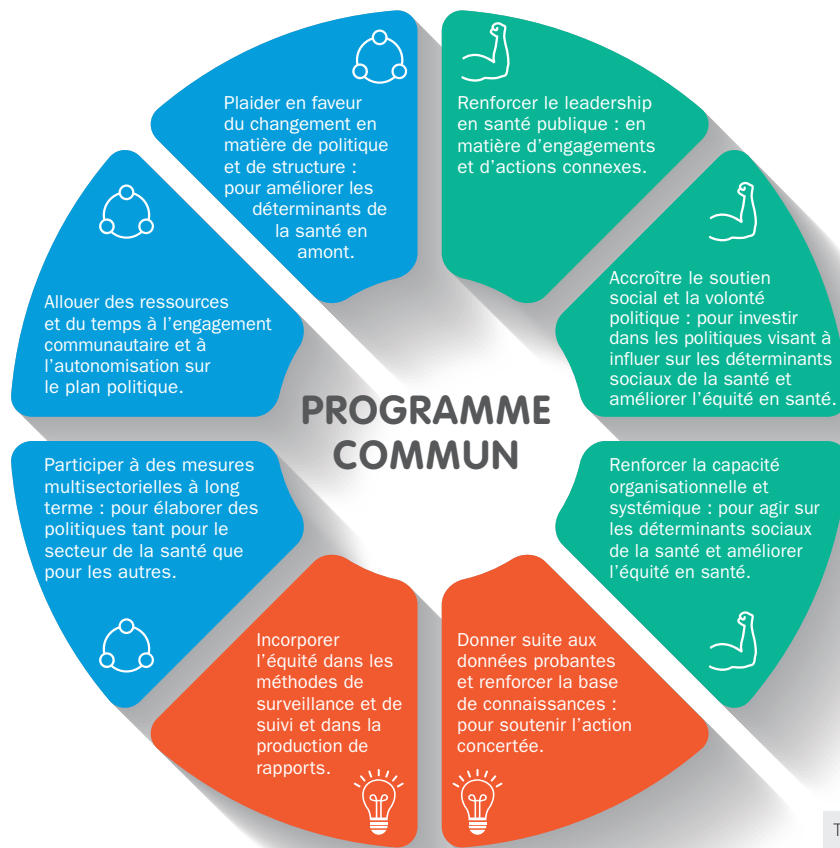 Plaider en faveur
du changement en
matière de politique
et de structure :
pour améliorer les
déterminants de
la santé en
amont.
Renforcer le leadership
en santé publique : en
matière d’engagements
et d’actions connexes.
Allouer des ressources
et du temps à l’engagement
communautaire et à
l’autonomisation sur
le plan politique.
Accroître le soutien
social et la volonté
politique : pour investir
dans les politiques visant à
influer sur les déterminants
sociaux de la santé et
améliorer l’équité en santé.
PROGRAMME
COMMUN
Participer à des mesures
multisectorielles à long
terme : pour élaborer des
politiques tant pour le
secteur de la santé que
pour les autres.
Renforcer la capacité
organisationnelle et
systémique : pour agir sur
les déterminants sociaux
de la santé et améliorer
l’équité en santé.
Incorporer
l’équité dans les
méthodes de
surveillance et de
suivi et dans la
production de
rapports.
Donner suite aux
données probantes
et renforcer la base
de connaissances :
pour soutenir l’action
concertée.
T